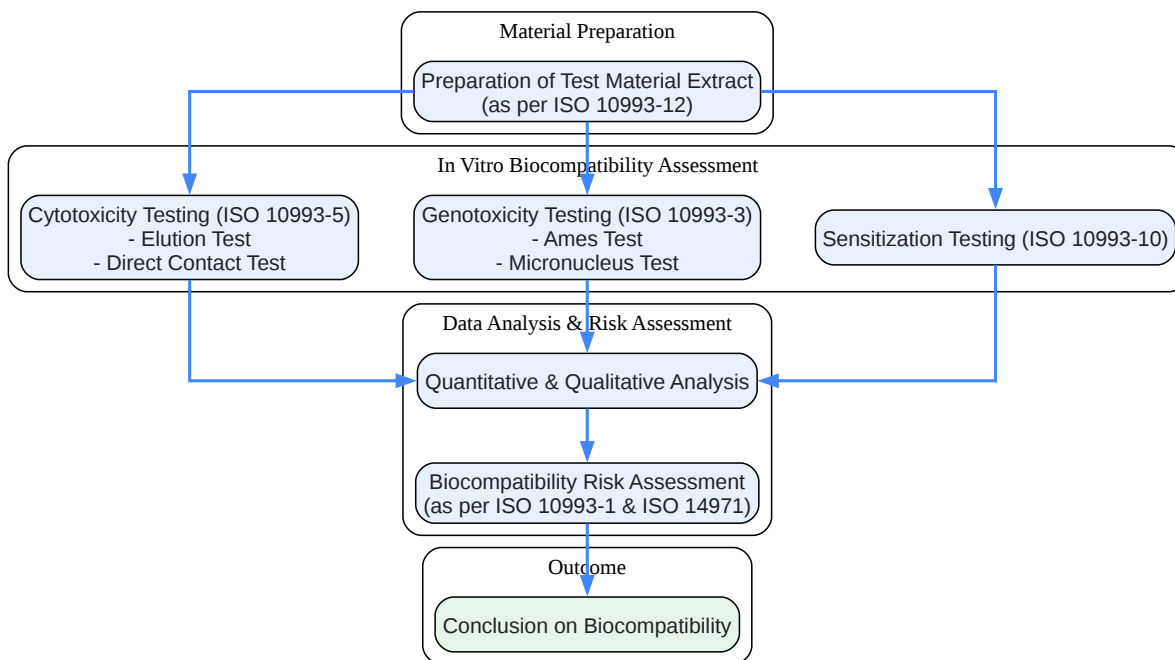 Material Preparation
Preparation of Test Material Extract
(as per ISO 10993-12)
In Vitro Biocompatibility Assessment
Cytotoxicity Testing (ISO 10993-5)
- Elution Test
- Direct Contact Test
Genotoxicity Testing (ISO 10993-3)
- Ames Test
- Micronucleus Test
Sensitization Testing (ISO 10993-10)
Data Analysis & Risk Assessment
Quantitative & Qualitative Analysis
Biocompatibility Risk Assessment
(as per ISO 10993-1 & ISO 14971)
Outcome
Conclusion on Biocompatibility